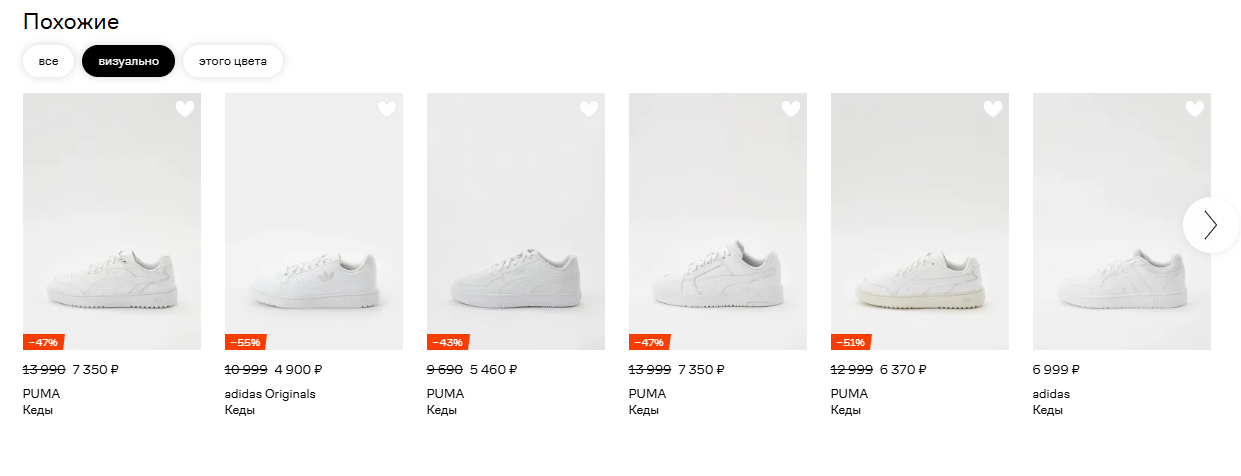 Похожие
все визуально этого цвета
−47% −55% −43% −47% −51%
13 990 7 350 ₽ 10 999 4 900 ₽ 9 690 5 460 ₽ 13 999 7 350 ₽ 12 999 6 370 ₽ 6 999 ₽
PUMA adidas Originals PUMA PUMA PUMA adidas
Кеды Кеды Кеды Кеды Кеды Кеды